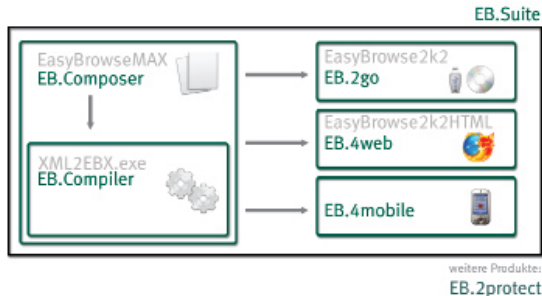 EB.Suite
EasyBrowseMAX
EB.Composer
XML2EBX.exe
EB.Compiler
EasyBrowse2k2
EB.2go
EasyBrowse2k2HTML
EB.4web
EB.4mobile
weitere Produkte:
EB.2protect